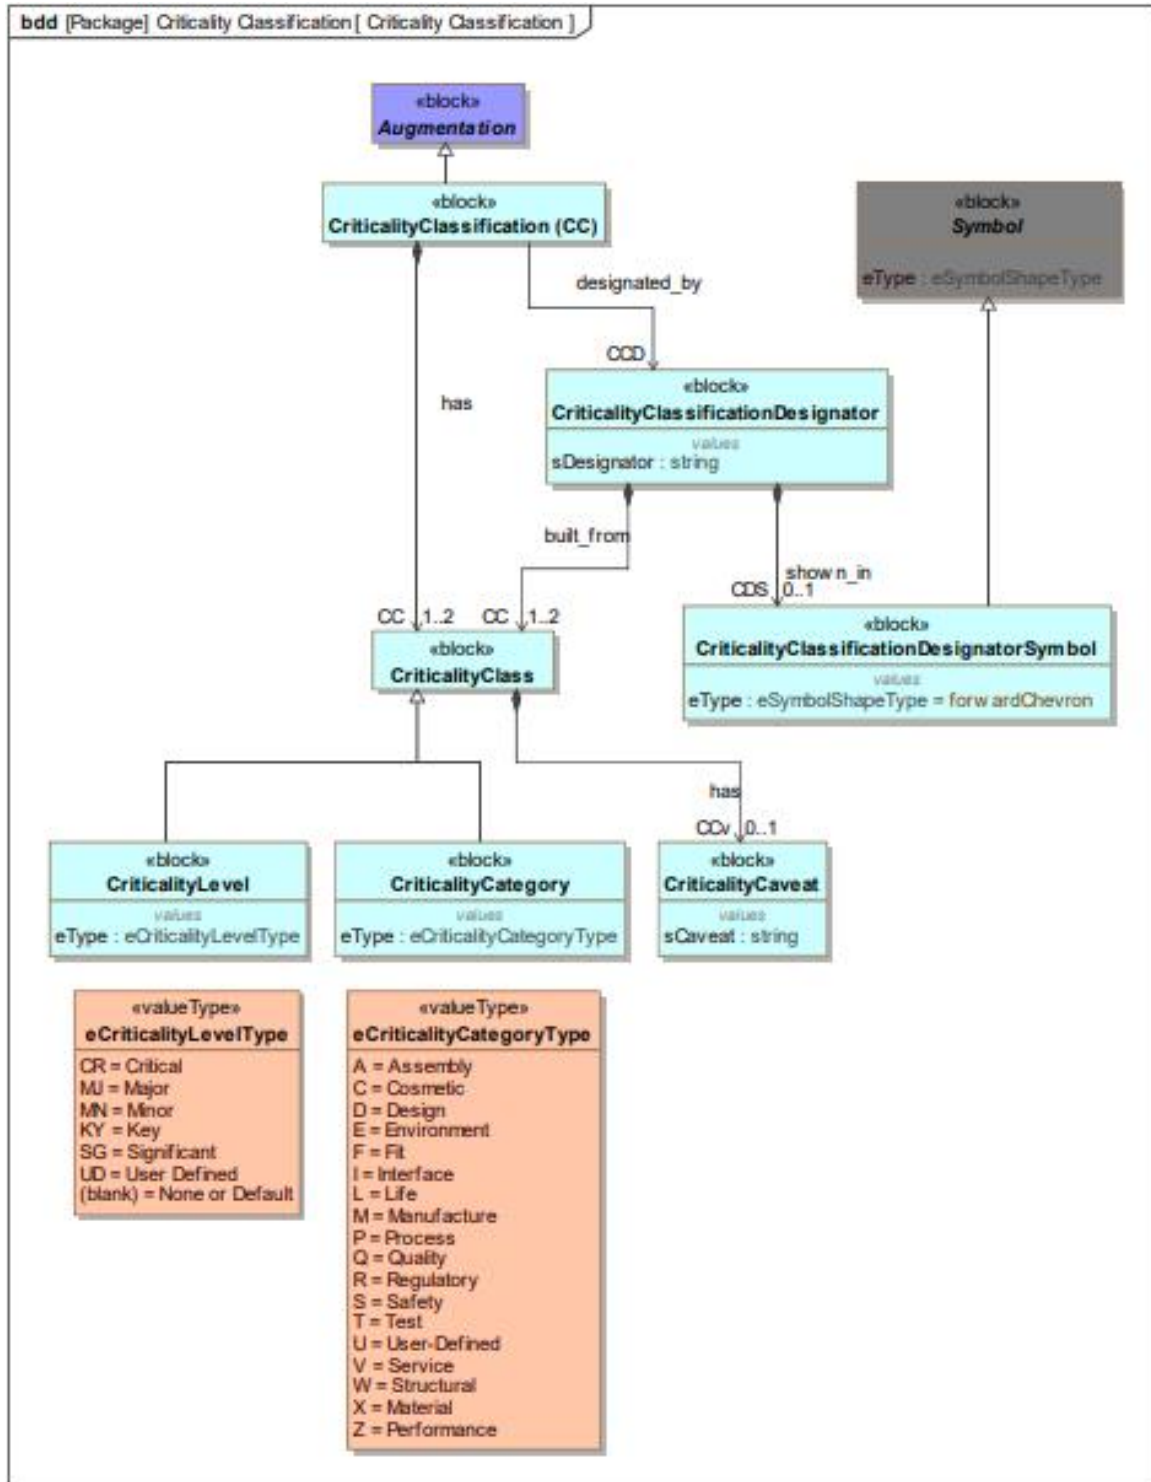 bdd [Package] Criticality Classification [ Criticality Classification ]
«block»
Augmentation
«block»
CriticalityClassification (CC)
«block»
Symbol
eType : eSymbolShapeType
designated_by
CCD
has
«block»
CriticalityClassificationDesignator
values
sDesignator : string
built_from
shown_in
CDS 0..1
CC 1..2
CC 1..2
«block»
CriticalityClass
«block»
CriticalityClassificationDesignatorSymbol
values
eType : eSymbolShapeType = forwardChevron
has
CCv 0..1
«block»
CriticalityLevel
values
eType : eCriticalityLevelType
«block»
CriticalityCategory
values
eType : eCriticalityCategoryType
«block»
CriticalityCaveat
values
sCaveat : string
«valueType»
eCriticalityLevelType
CR = Critical
MJ = Major
MN = Minor
KY = Key
SG = Significant
UD = User Defined
(blank) = None or Default
«valueType»
eCriticalityCategoryType
A = Assembly
C = Cosmetic
D = Design
E = Environment
F = Fit
I = Interface
L = Life
M = Manufacture
P = Process
Q = Quality
R = Regulatory
S = Safety
T = Test
U = User-Defined
V = Service
W = Structural
X = Material
Z = Performance